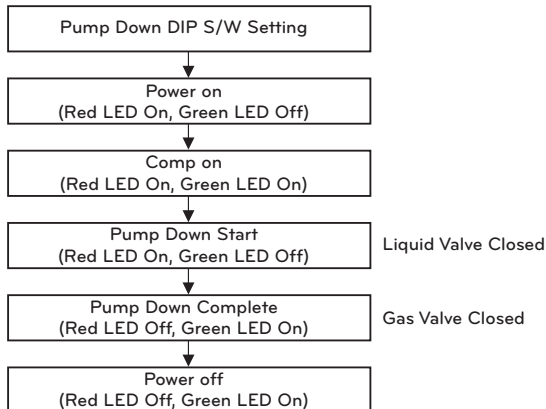 Pump Down DIP S/W Setting
Power on
(Red LED On, Green LED Off)
Comp on
(Red LED On, Green LED On)
Pump Down Start
(Red LED On, Green LED Off)
Liquid Valve Closed
Pump Down Complete
(Red LED Off, Green LED On)
Gas Valve Closed
Power off
(Red LED Off, Green LED On)